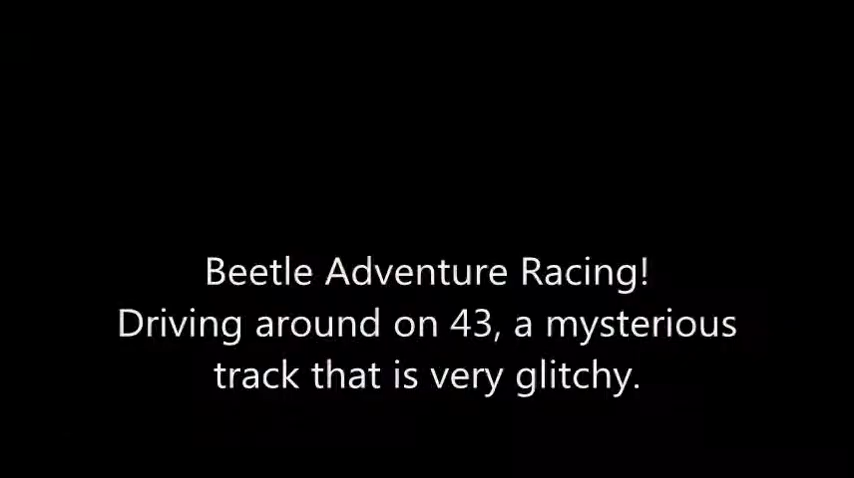 Beetle Adventure Racing!
Driving around on 43, a mysterious
track that is very glitchy.